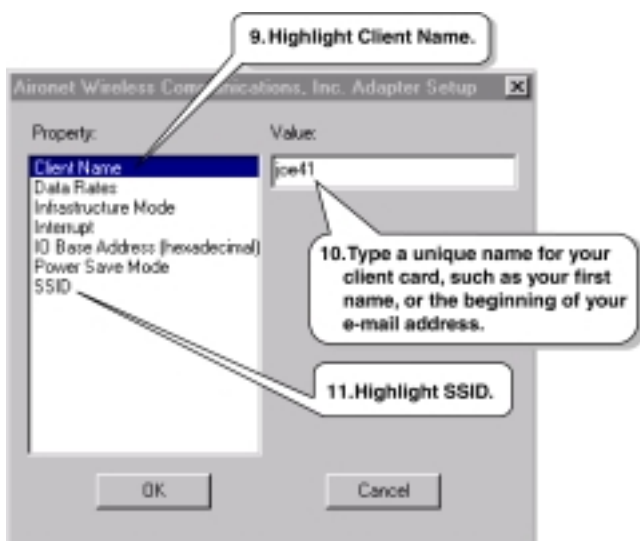 9. Highlight Client Name.
Aironet Wireless Communications, Inc. Adapter Setup
Property:
Value:
Client Name
joe41
Data Rates
Infrastructure Mode
Interrupt
IO Base Address (hexadecimal)
Power Save Mode
SSID
10. Type a unique name for your
client card, such as your first
name, or the beginning of your
e-mail address.
11. Highlight SSID.
OK
Cancel